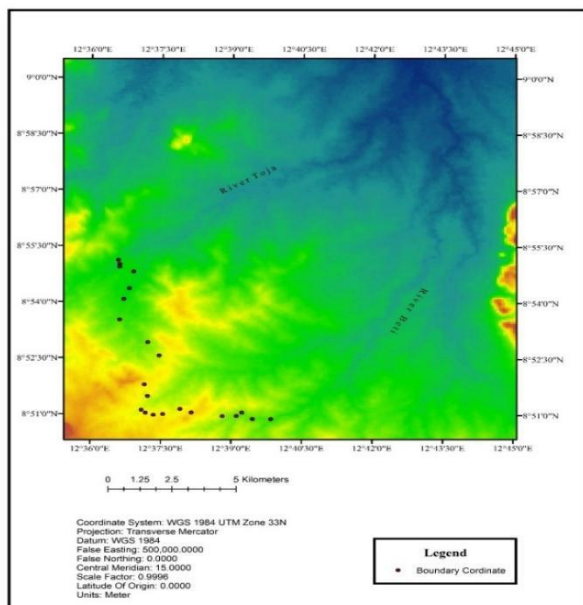 12°36'0"E 12°37'30"E 12°39'0"E 12°40'30"E 12°42'0"E 12°43'30"E 12°45'0"E
9°0'0"N 9°0'0"N
8°58'30"N 8°58'30"N
8°57'0"N 8°57'0"N
River Toja
8°55'30"N 8°55'30"N
8°54'0"N 8°54'0"N
River Beti
8°52'30"N 8°52'30"N
8°51'0"N 8°51'0"N
12°36'0"E 12°37'30"E 12°39'0"E 12°40'30"E 12°42'0"E 12°43'30"E 12°45'0"E
0 1.25 2.5 5 Kilometers
Coordinate System: WGS 1984 UTM Zone 33N
Projection: Transverse Mercator
Datum: WGS 1984
False Easting: 500,000.0000
False Northing: 0.0000
Central Meridian: 15.0000
Scale Factor: 0.9996
Latitude Of Origin: 0.0000
Units: Meter
Legend
Boundary Cordinate